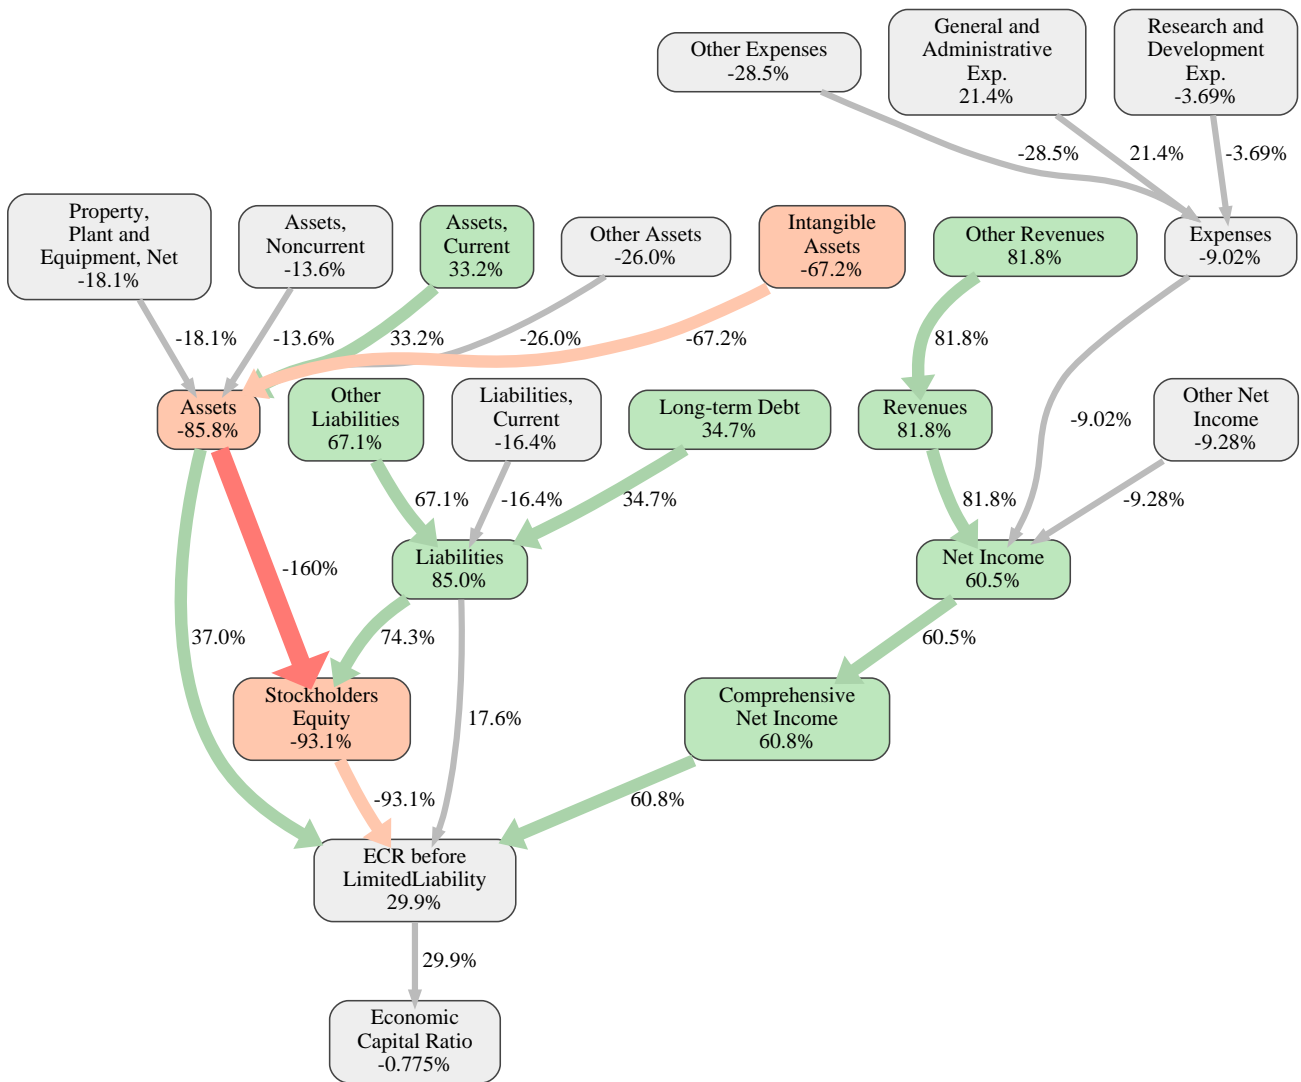 Other Expenses
-28.5%
General and
Administrative
Exp.
21.4%
Research and
Development
Exp.
-3.69%
-28.5%
21.4%
-3.69%
Property,
Plant and
Equipment, Net
-18.1%
Assets,
Noncurrent
-13.6%
Assets,
Current
33.2%
Other Assets
-26.0%
Intangible
Assets
-67.2%
Other Revenues
81.8%
Expenses
-9.02%
-18.1%
-13.6%
33.2%
-26.0%
-67.2%
81.8%
-9.02%
Assets
-85.8%
Other
Liabilities
67.1%
Liabilities,
Current
-16.4%
Long-term Debt
34.7%
Revenues
81.8%
Other Net
Income
-9.28%
67.1%
-16.4%
34.7%
81.8%
-9.28%
-160%
Liabilities
85.0%
Net Income
60.5%
37.0%
74.3%
60.5%
Stockholders
Equity
-93.1%
17.6%
Comprehensive
Net Income
60.8%
-93.1%
60.8%
ECR before
LimitedLiability
29.9%
29.9%
Economic
Capital Ratio
-0.775%